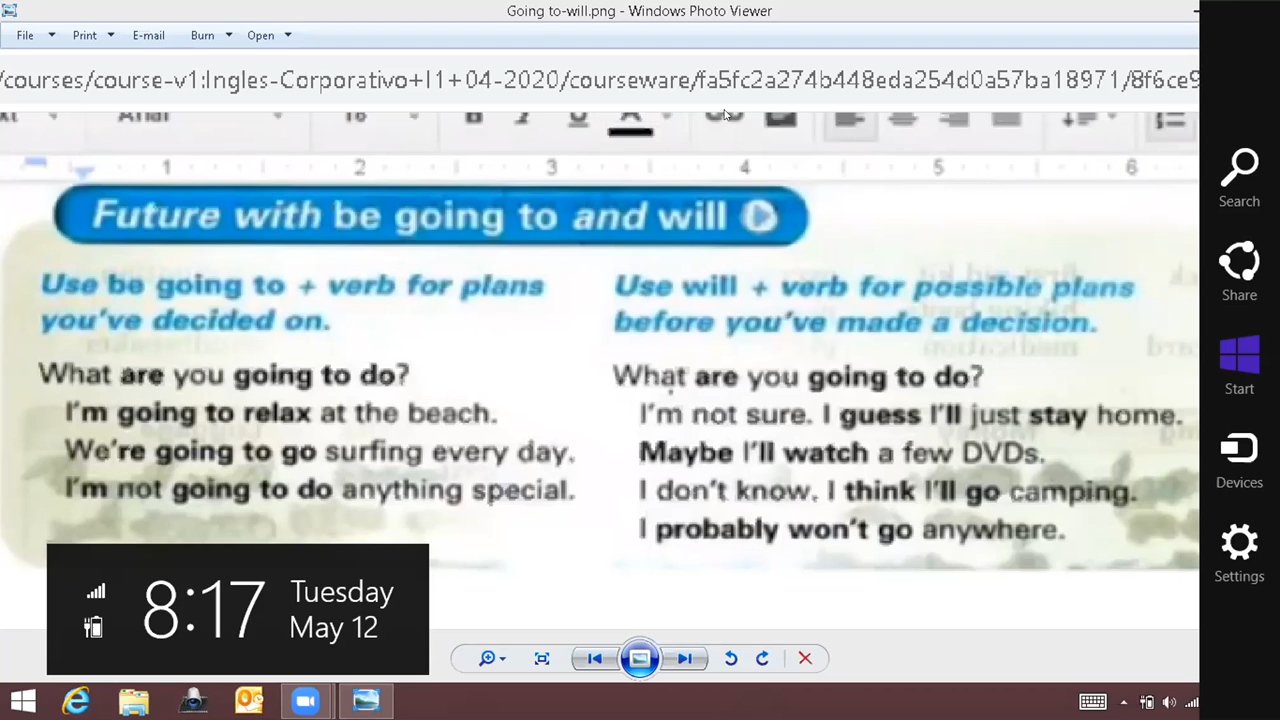 Going to-will.png - Windows Photo Viewer
File Print E-mail Burn Open
/courses/course-v1:Ingles-Corporativo+I1+04-2020/courseware/fa5fc2a274b448eda254d0a57ba18971/8f6ce9
Arial
1 2 3 4 5 6
Future with be going to and will
Use be going to + verb for plans
you've decided on.
What are you going to do?
I'm going to relax at the beach.
We're going to go surfing every day.
I'm not going to do anything special.
Use will + verb for possible plans
before you've made a decision.
What are you going to do?
I'm not sure. I guess I'll just stay home.
Maybe I'll watch a few DVDs.
I don't know. I think I'll go camping.
I probably won't go anywhere.
8:17
Tuesday
May 12
Search
Share
Start
Devices
Settings